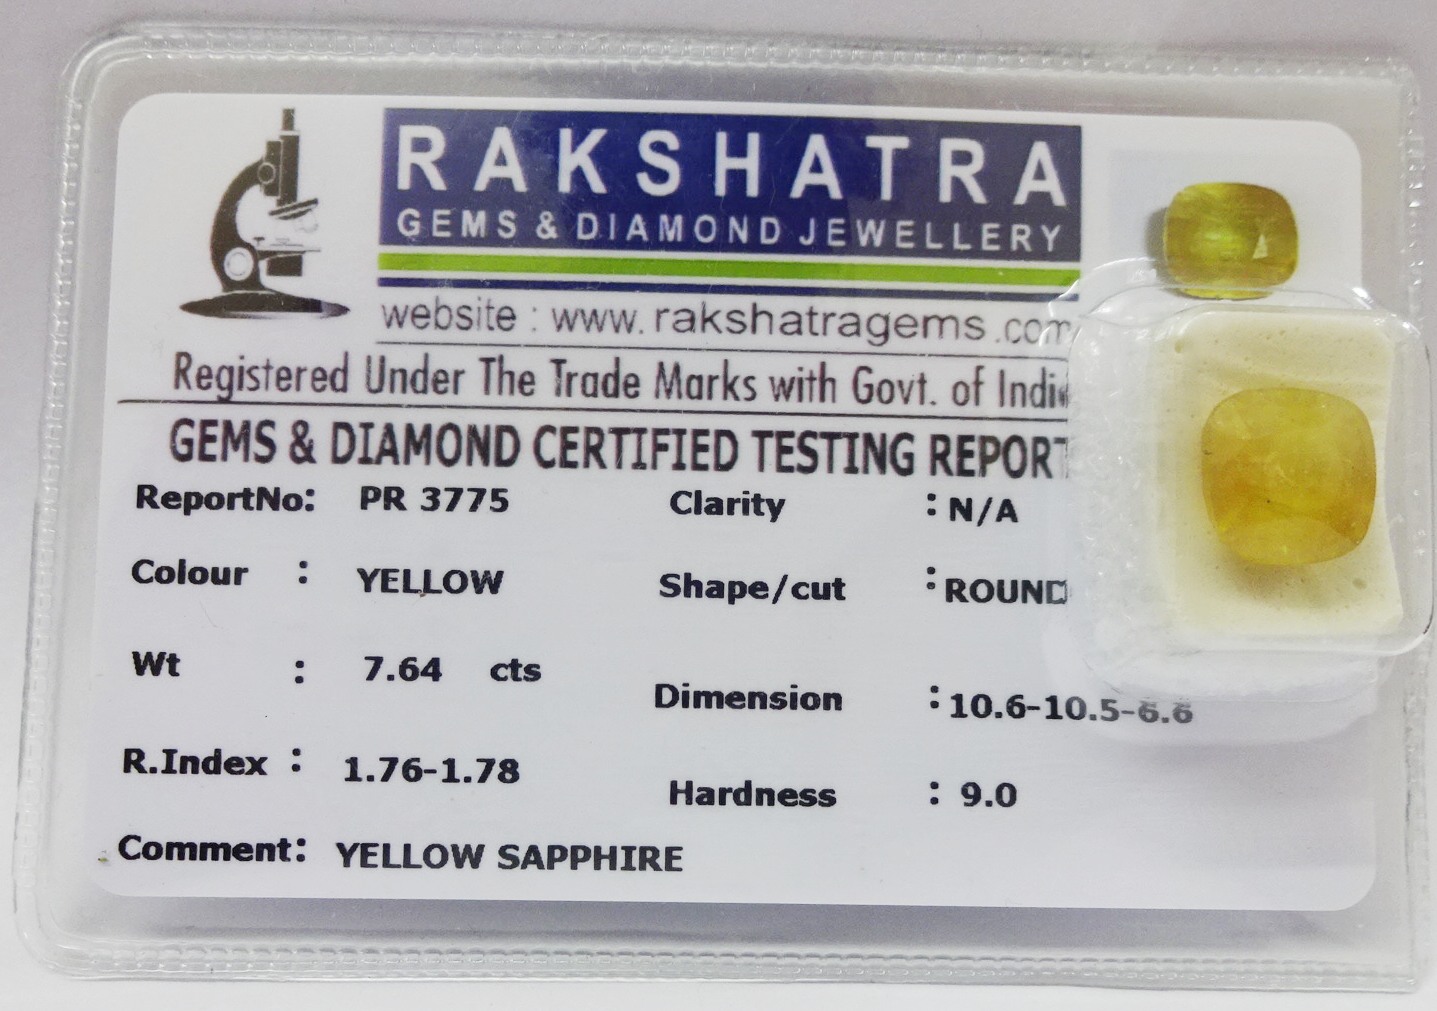 RAKSHATRA
GEMS & DIAMOND JEWELLERY
website : www.rakshatragems.com
Registered Under The Trade Marks with Govt. of Indi
GEMS & DIAMOND CERTIFIED TESTING REPORT
ReportNo: PR 3775 Clarity : N/A
Colour : YELLOW Shape/cut : ROUND
Wt : 7.64 cts Dimension : 10.6-10.5-6.6
R.Index : 1.76-1.78 Hardness : 9.0
Comment: YELLOW SAPPHIRE